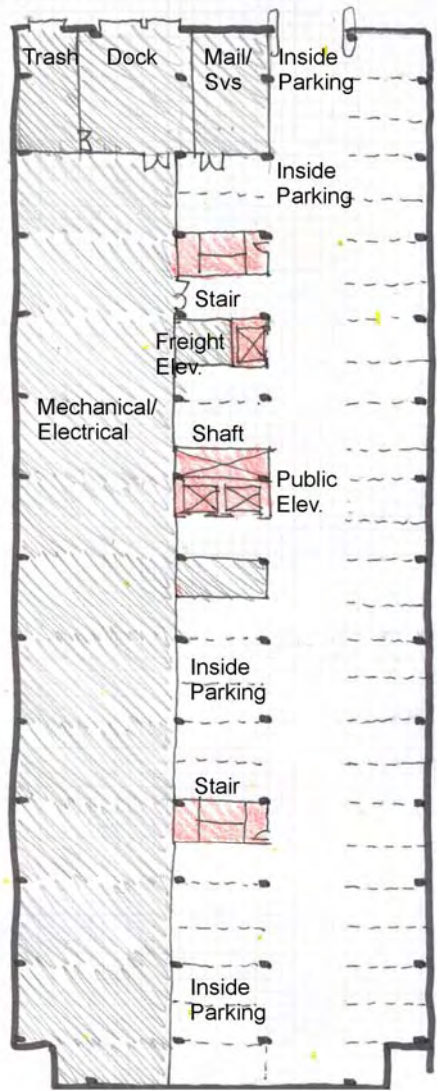 Trash
Dock
Mail/
Svs
Inside
Parking
Inside
Parking
Stair
Freight
Elev.
Mechanical/
Electrical
Shaft
Public
Elev.
Inside
Parking
Stair
Inside
Parking